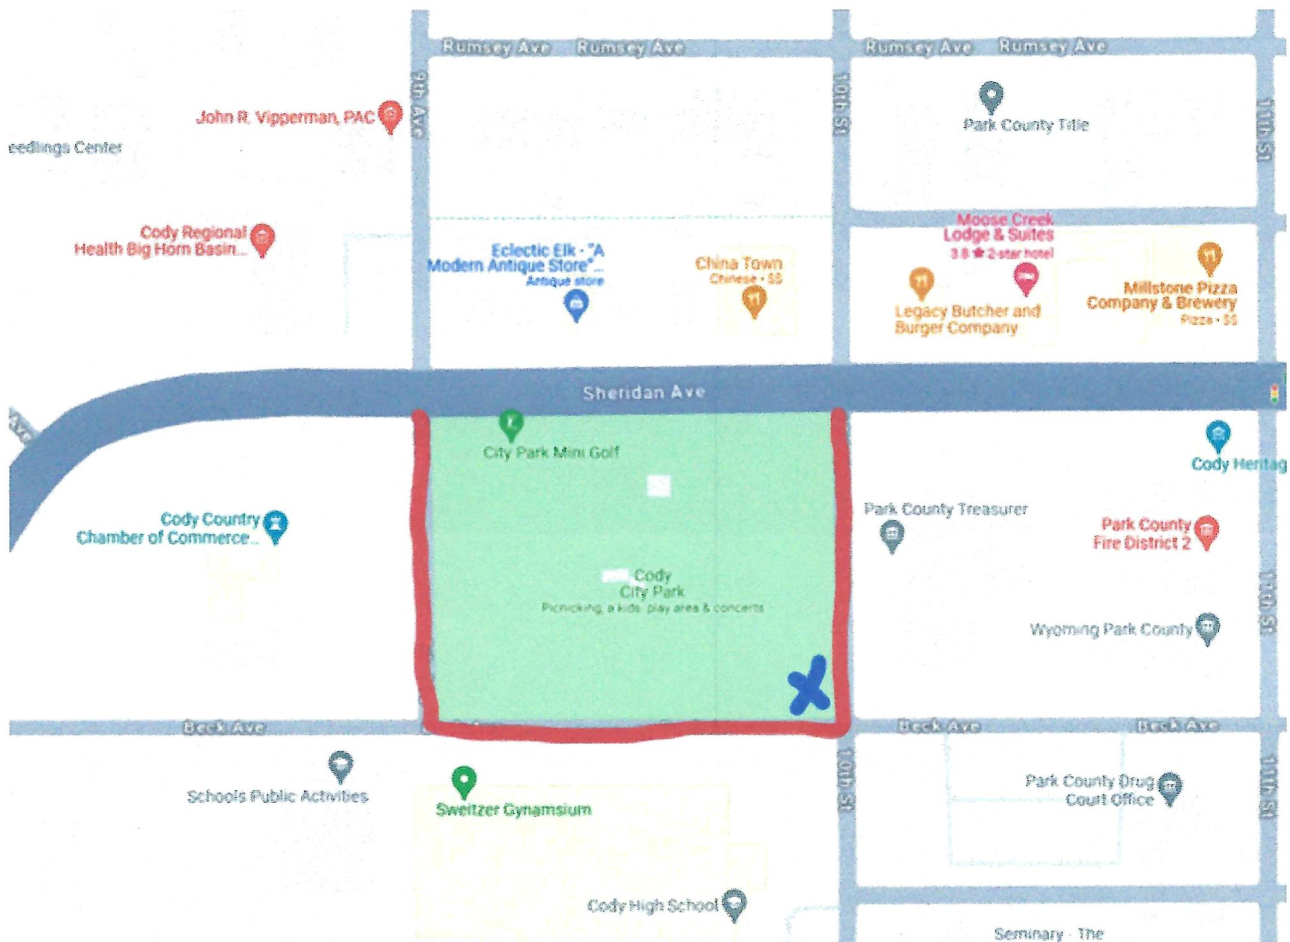 Rumsey Ave
Rumsey Ave
Rumsey Ave
Rumsey Ave
9th Ave
10th St
11th St
John R. Vipperman, PAC
Park County Title
eedlings Center
Cody Regional
Health Big Horn Basin...
Eclectic Elk - "A
Modern Antique Store"...
Antique store
China Town
Chinese · $$
Moose Creek
Lodge & Suites
3.8 ★ 2-star hotel
Legacy Butcher and
Burger Company
Millstone Pizza
Company & Brewery
Pizza · $$
Sheridan Ave
Ave
City Park Mini Golf
Cody Heritag
Cody Country
Chamber of Commerce...
Park County Treasurer
Park County
Fire District 2
Cody
City Park
Picnicking, a kids' play area & concerts
11th St
Wyoming Park County
Beck Ave
Beck Ave
Beck Ave
Schools Public Activities
Sweitzer Gynamsium
10th St
Park County Drug
Court Office
11th St
Cody High School
Seminary - The